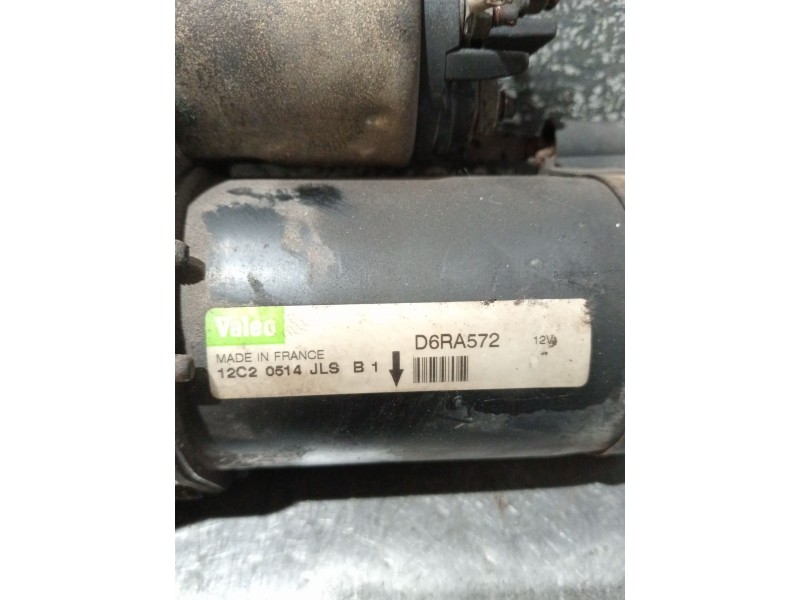 Valeo
MADE IN FRANCE
12C2 0514 JLS B 1
D6RA572
12V